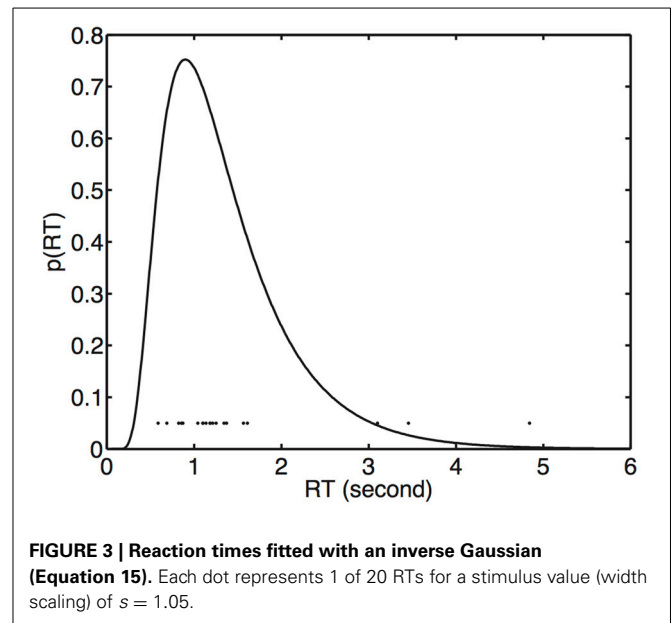 0.8
0.7
0.6
0.5
0.4
0.3
0.2
0.1
0
p(RT)
0 1 2 3 4 5 6
RT (second)
FIGURE 3 | Reaction times fitted with an inverse Gaussian
(Equation 15). Each dot represents 1 of 20 RTs for a stimulus value (width
scaling) of s = 1.05.